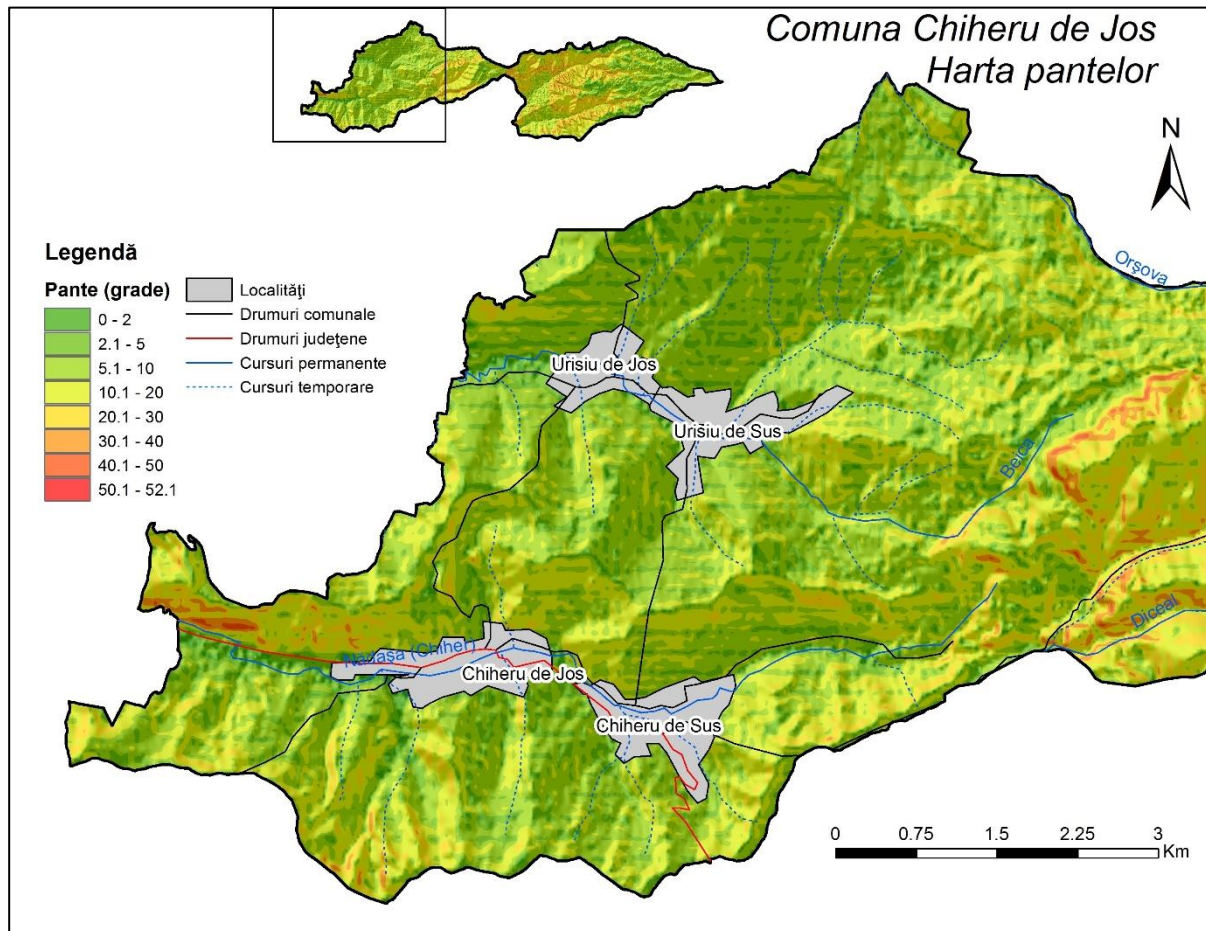 Comuna Chiheru de Jos
Harta pantelor
N
Legendă
Pante (grade)
0 - 2
2.1 - 5
5.1 - 10
10.1 - 20
20.1 - 30
30.1 - 40
40.1 - 50
50.1 - 52.1
Localităţi
Drumuri comunale
Drumuri judeţene
Cursuri permanente
Cursuri temporare
Orşova
Urisiu de Jos
Urisiu de Sus
Beica
Diceal
Nadaşa (Chiher)
Chiheru de Jos
Chiheru de Sus
0 0.75 1.5 2.25 3
Km